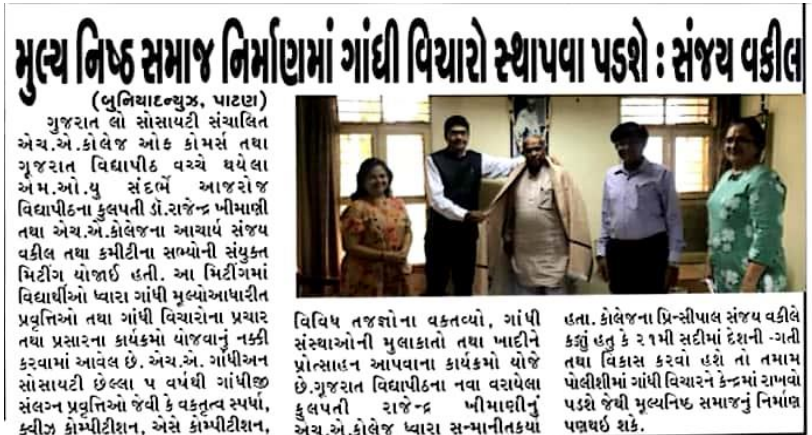 મુલ્ય નિષ્ઠ સમાજ નિર્માણમાં ગાંધી વિચારો સ્થાપવા પડશે : સંજય વકીલ
(બુનિયાદન્યુઝ, પાટણ)
ગુજરાત લો સોસાયટી સંચાલિત
એચ.એ.કોલેજ ઓફ કોમર્સ તથા
ગૂજરાત વિદ્યાપીઠ વચ્ચે થયેલા
એમ.ઓ.યુ સંદર્ભે આજરોજ
વિદ્યાપીઠના કુલપતી ડૉ.રાજેન્દ્ર ખીમાણી
તથા એચ.એ.કોલેજના આચાર્ય સંજય
વકીલ તથા કમીટીના સભ્યોની સંયુક્ત
મિટીંગ યોજાઈ હતી. આ મિટીંગમાં
વિદ્યાર્થીઓ ધ્વારા ગાંધી મૂલ્યોઆધારીત
પ્રવૃત્તિઓ તથા ગાંધી વિચારોના પ્રચાર
તથા પ્રસારના કાર્યક્રમો યોજવાનું નક્કી
કરવામાં આવેલ છે. એચ.એ. ગાંધીઅન
સોસાયટી છેલ્લા ૫ વર્ષથી ગાંધીજી
સંલગ્ન પ્રવૃત્તિઓ જેવી કે વકતૃત્વ સ્પર્ધા,
ક્વીઝ કોમ્પીટીશન, એસે કોમ્પીટીશન,
વિવિધ તજજ્ઞોના વક્તવ્યો, ગાંધી
સંસ્થાઓની મુલાકાતો તથા ખાદીને
પ્રોત્સાહન આપવાના કાર્યક્રમો યોજે
છે.ગૂજરાત વિદ્યાપીઠના નવા વરાયેલા
કુલપતી રાજેન્દ્ર ખીમાણીનું
એચ.એ.કોલેજ ધ્વારા સન્માનીતકર્યા
હતા. કોલેજના પ્રિન્સીપાલ સંજય વકીલે
કહ્યું હતુ કે ૨૧મી સદીમાં દેશની -ગતી
તથા વિકાસ કરવો હશે તો તમામ
પોલીશીમાં ગાંધી વિચારને કેન્દ્રમાં રાખવો
પડશે જેથી મૂલ્યનિષ્ઠ સમાજનું નિર્માણ
પણથઇ શકે.